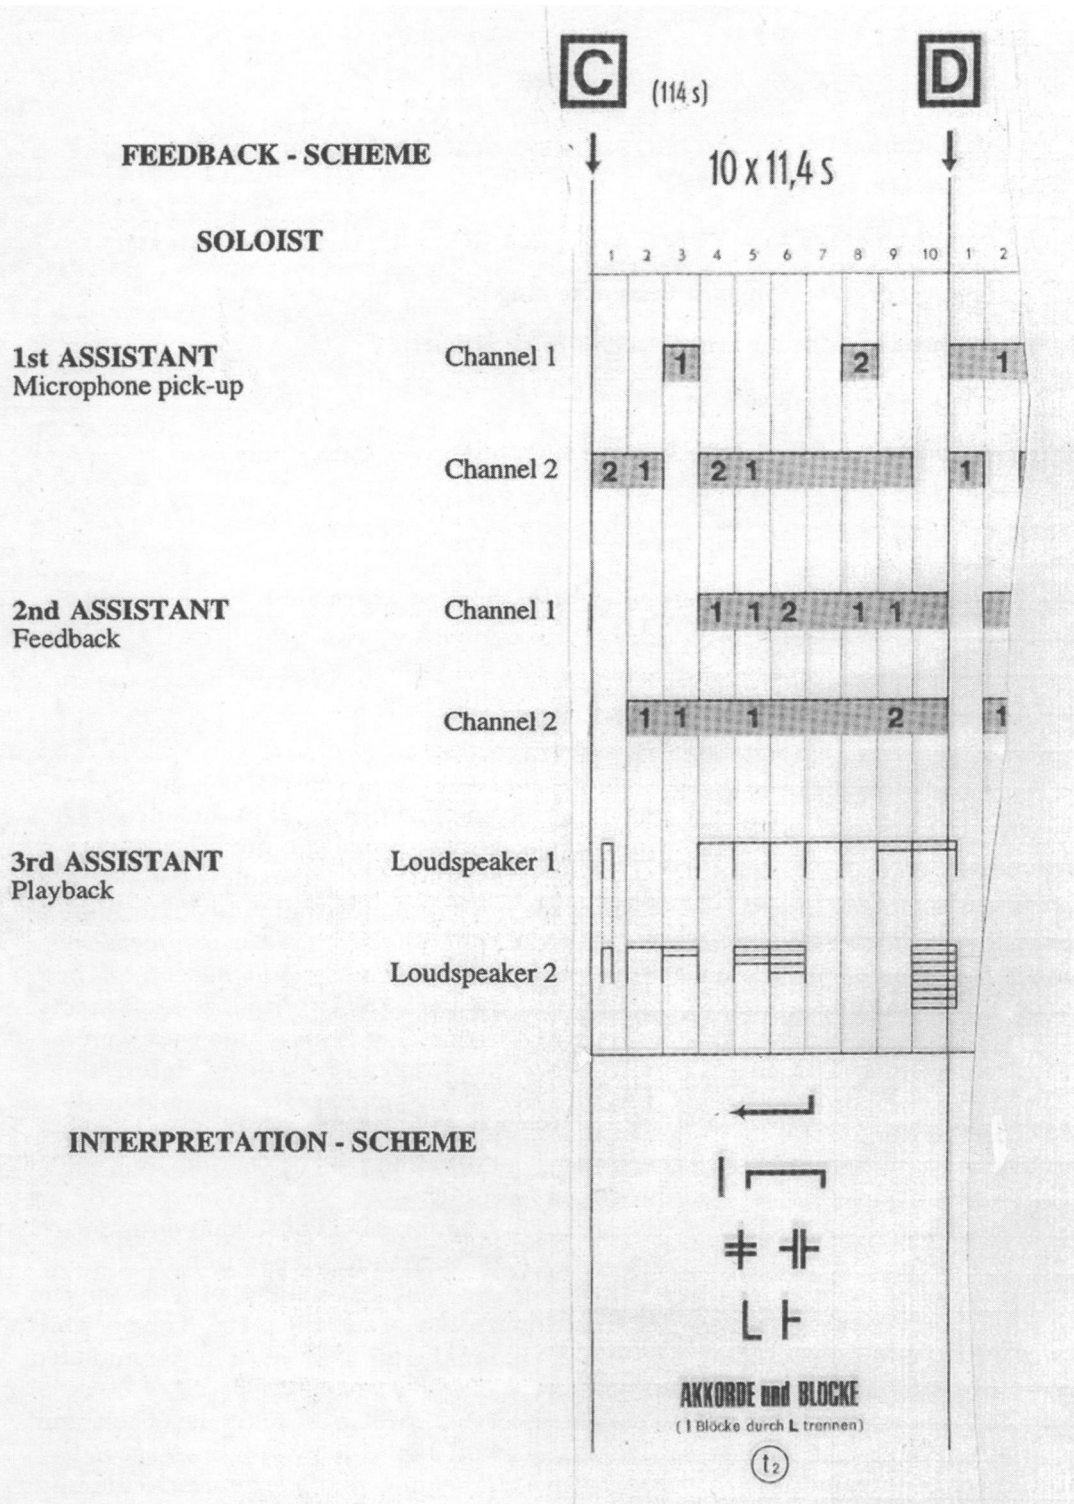 C (114 s) D
FEEDBACK - SCHEME 10 x 11,4 s
SOLOIST
1 2 3 4 5 6 7 8 9 10 1 2
1st ASSISTANT Channel 1 1 2 1
Microphone pick-up
Channel 2 2 1 2 1 1
2nd ASSISTANT Channel 1 1 1 2 1 1
Feedback
Channel 2 1 1 1 2 1
3rd ASSISTANT Loudspeaker 1
Playback
Loudspeaker 2
INTERPRETATION - SCHEME
AKKORDE und BLÖCKE
( I Blöcke durch L trennen)
t₂